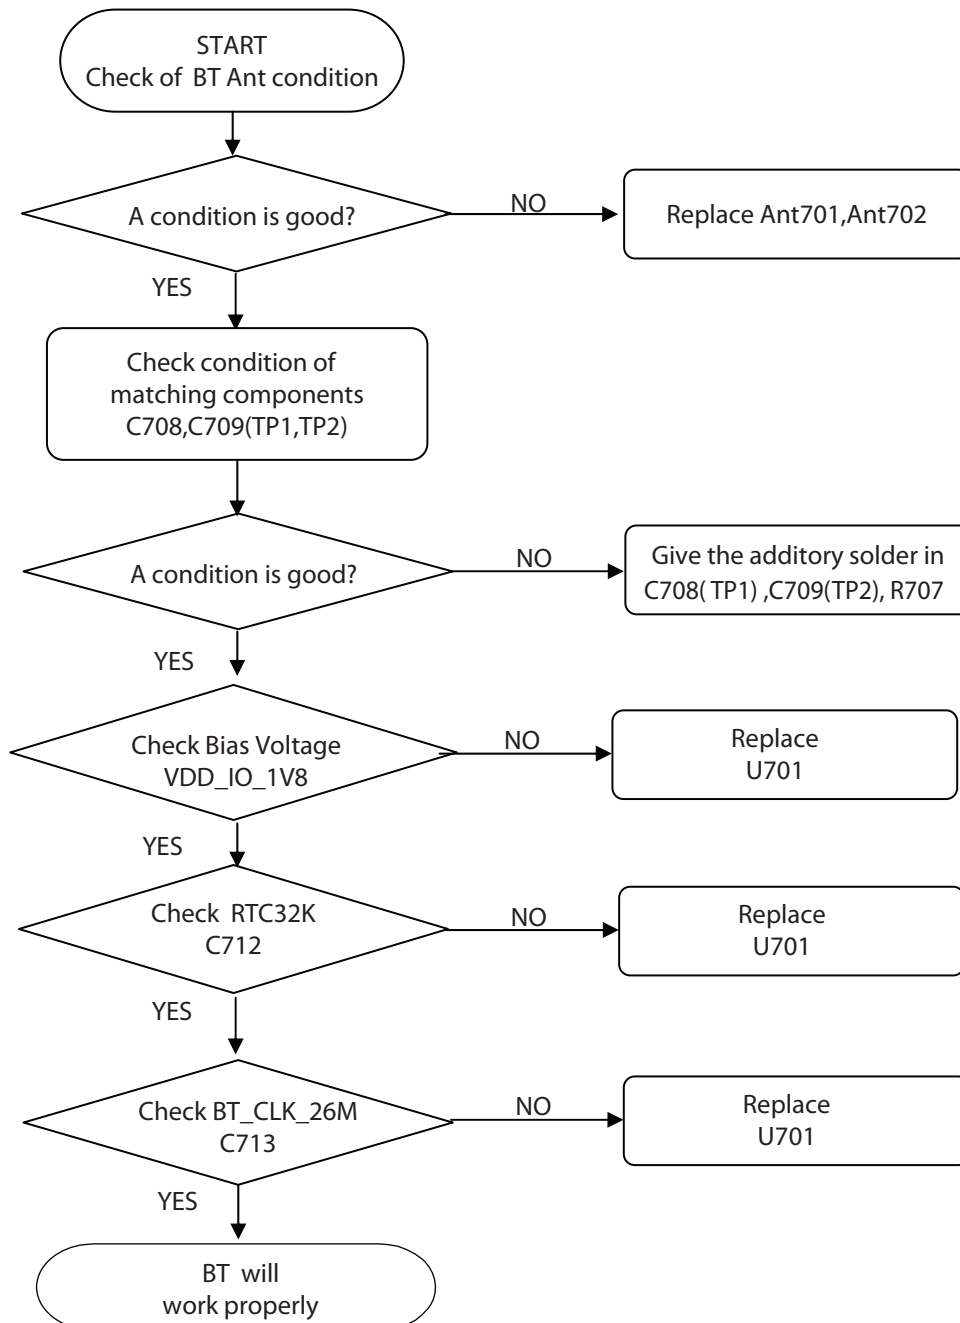 START
Check of BT Ant condition
A condition is good?
NO
Replace Ant701,Ant702
YES
Check condition of
matching components
C708,C709(TP1,TP2)
A condition is good?
NO
Give the additory solder in
C708( TP1) ,C709(TP2), R707
YES
Check Bias Voltage
VDD_IO_1V8
NO
Replace
U701
YES
Check RTC32K
C712
NO
Replace
U701
YES
Check BT_CLK_26M
C713
NO
Replace
U701
YES
BT will
work properly